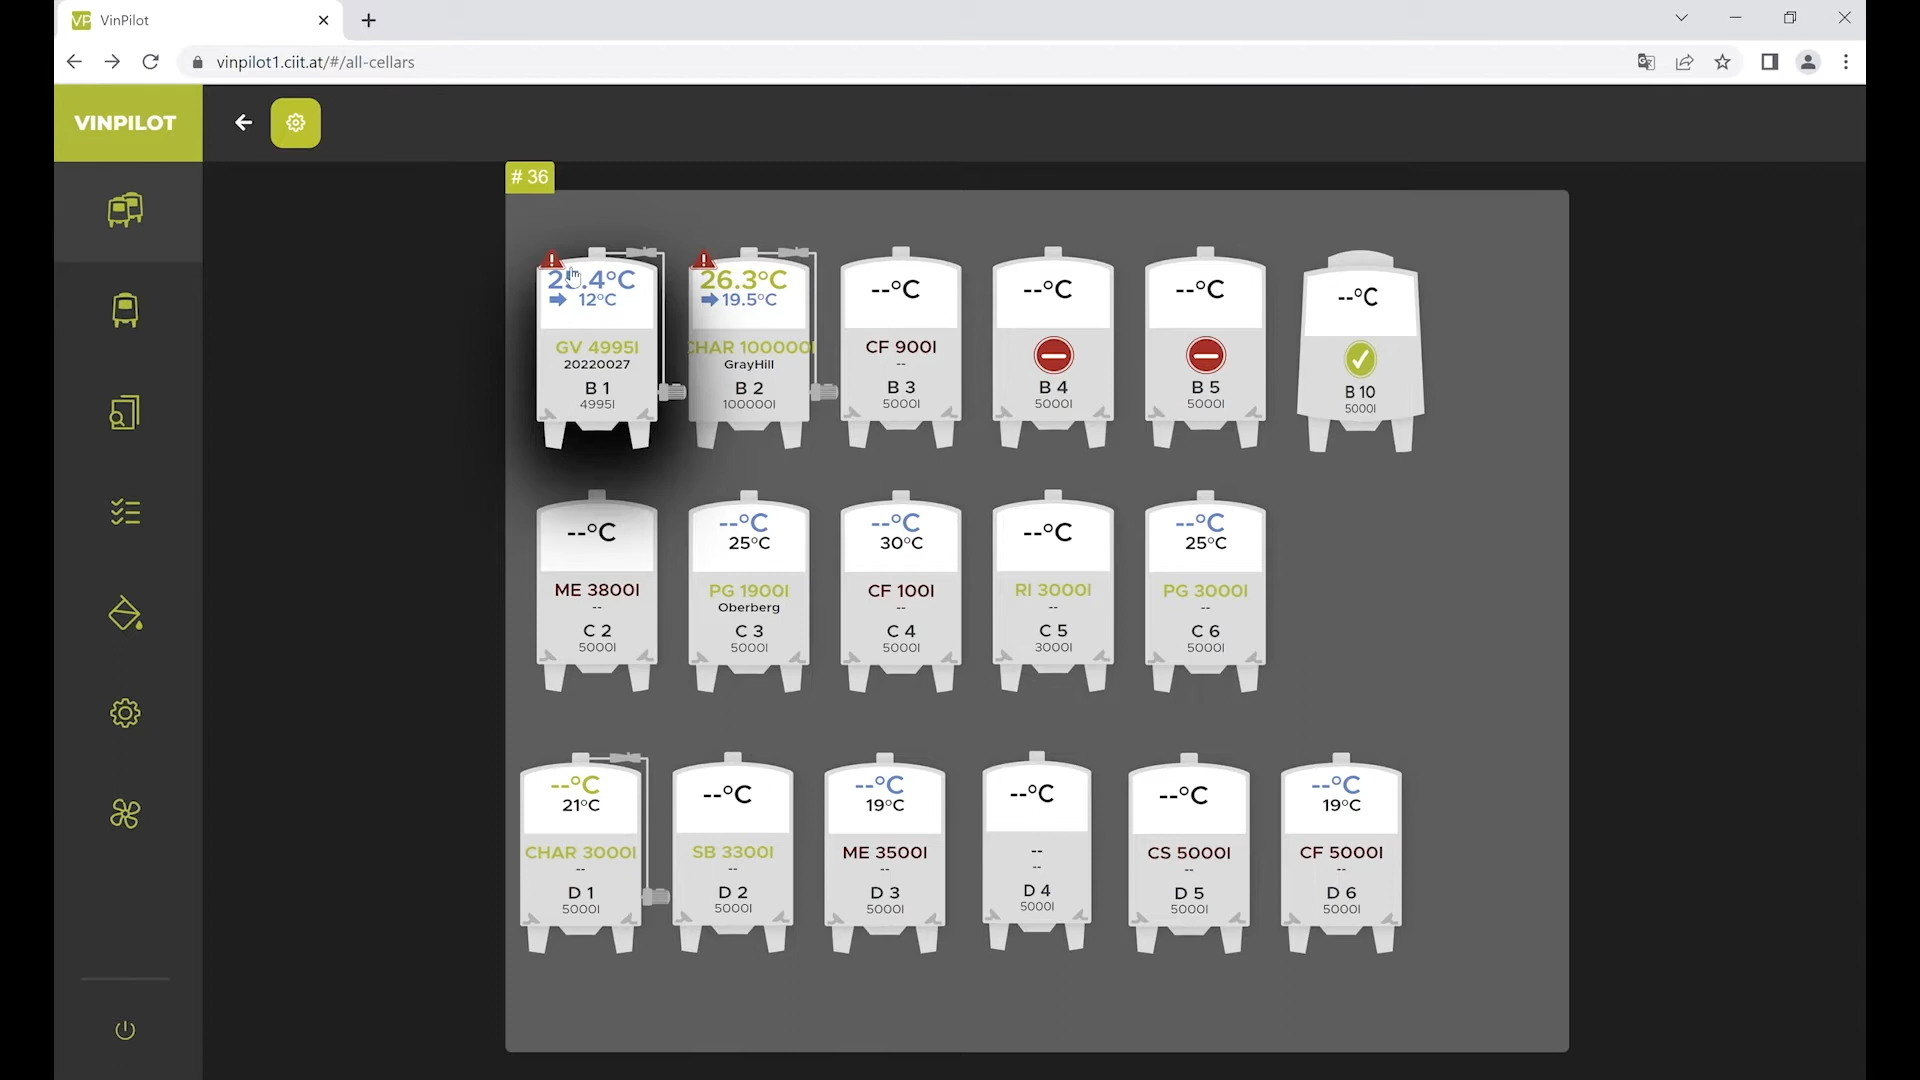 VP VinPilot
vinpilot1.ciit.at/#/all-cellars
VINPILOT
# 36
12°C
GV 4995l
20220027
B 1
4995l
26.3°C
19.5°C
CHAR 100000l
GrayHill
B 2
100000l
--°C
CF 900l
--
B 3
5000l
--°C
B 4
5000l
--°C
B 5
5000l
--°C
B 10
5000l
--°C
ME 3800l
--
C 2
5000l
--°C
25°C
PG 1900l
Oberberg
C 3
5000l
--°C
30°C
CF 100l
--
C 4
5000l
--°C
RI 3000l
--
C 5
3000l
--°C
25°C
PG 3000l
--
C 6
5000l
--°C
21°C
CHAR 3000l
--
D 1
5000l
--°C
SB 3300l
--
D 2
5000l
--°C
19°C
ME 3500l
--
D 3
5000l
--°C
--
--
D 4
5000l
--°C
CS 5000l
--
D 5
5000l
--°C
19°C
CF 5000l
--
D 6
5000l